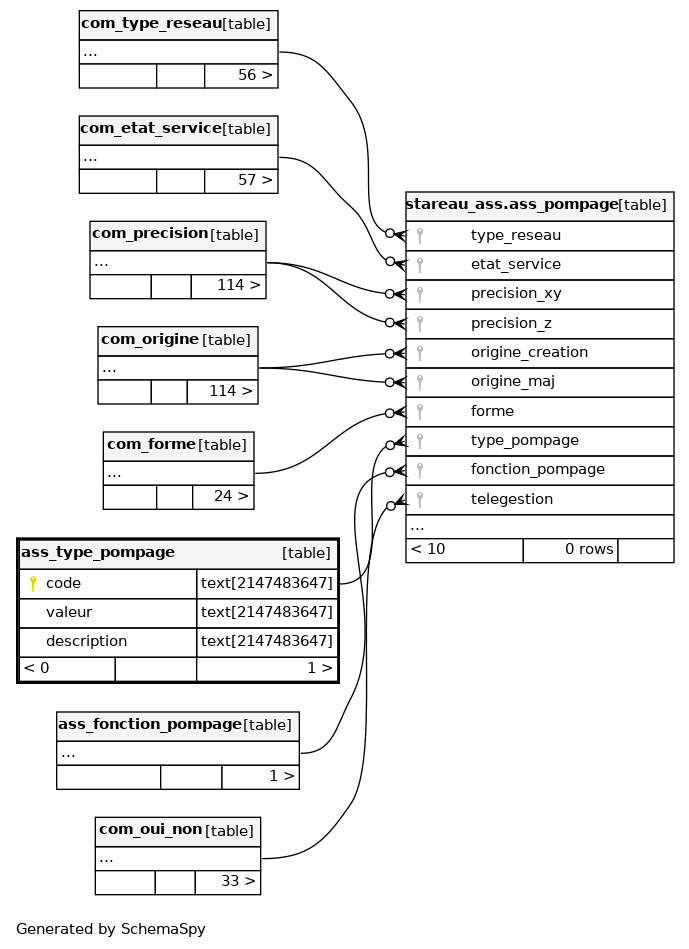 com_type_reseau [table]
...
56 >
com_etat_service [table]
...
57 >
com_precision [table]
...
114 >
com_origine [table]
...
114 >
com_forme [table]
...
24 >
ass_type_pompage [table]
code text[2147483647]
valeur text[2147483647]
description text[2147483647]
< 0 1 >
ass_fonction_pompage [table]
...
1 >
com_oui_non [table]
...
33 >
stareau_ass.ass_pompage [table]
type_reseau
etat_service
precision_xy
precision_z
origine_creation
origine_maj
forme
type_pompage
fonction_pompage
telegestion
...
< 10 0 rows
Generated by SchemaSpy